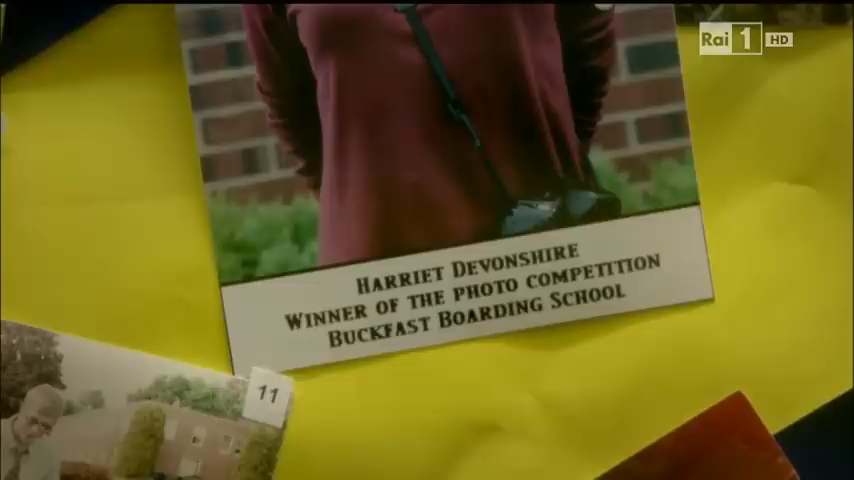 Rai 1 HD
HARRIET DEVONSHIRE
WINNER OF THE PHOTO COMPETITION
BUCKFAST BOARDING SCHOOL
11